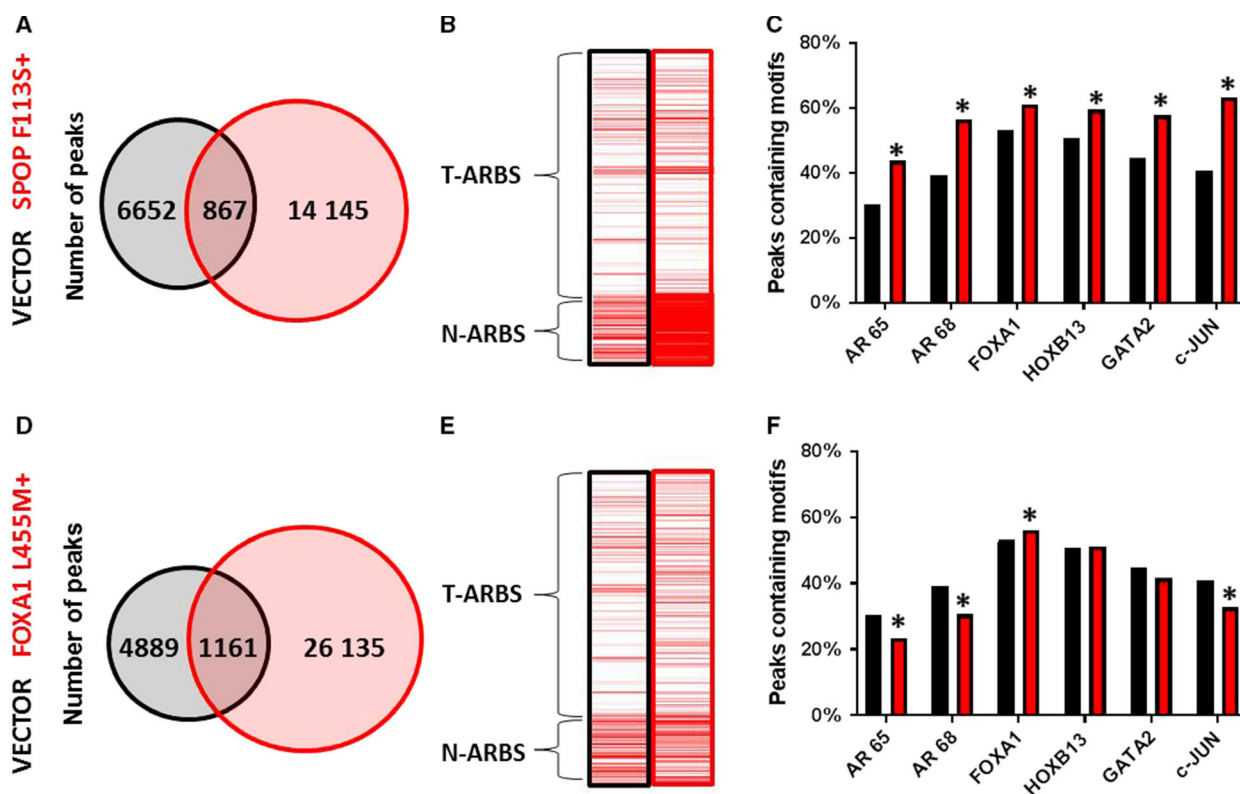 A
VECTOR SPOP F113S+
Number of peaks
6652 867 14 145
B
T-ARBS
N-ARBS
C
Peaks containing motifs
80%
60%
40%
20%
0%
* * * * * *
AR 65 AR 68 FOXA1 HOXB13 GATA2 c-JUN
D
VECTOR FOXA1 L455M+
Number of peaks
4889 1161 26 135
E
T-ARBS
N-ARBS
F
Peaks containing motifs
80%
60%
40%
20%
0%
* * * *
AR 65 AR 68 FOXA1 HOXB13 GATA2 c-JUN